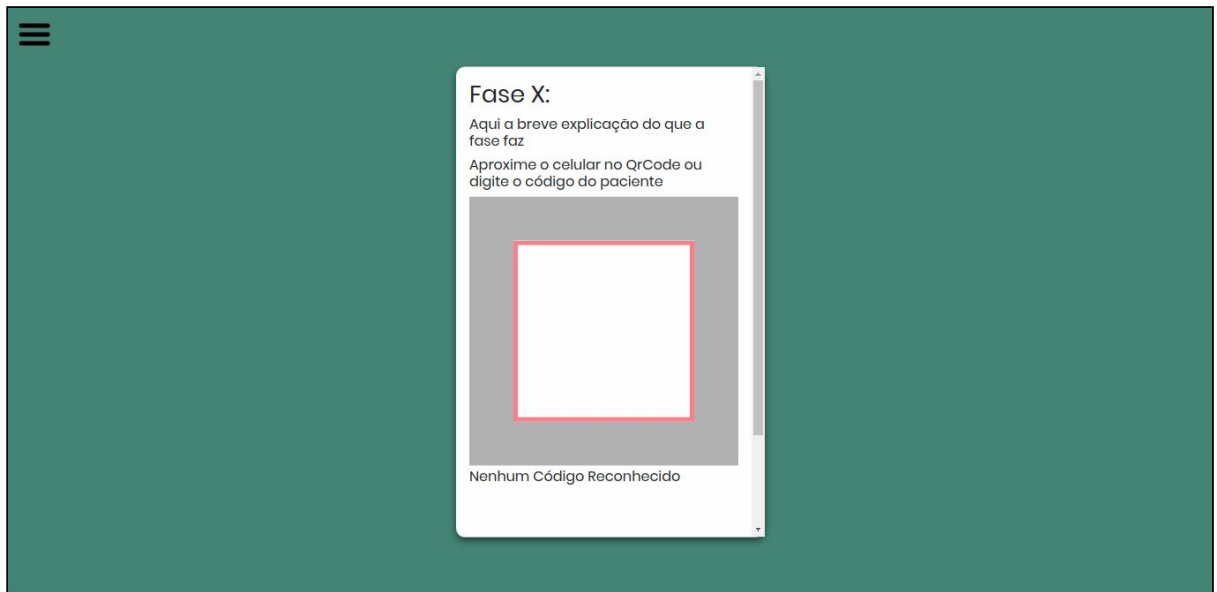 Fase X:
Aqui a breve explicação do que a
fase faz
Aproxime o celular no QrCode ou
digite o código do paciente
Nenhum Código Reconhecido